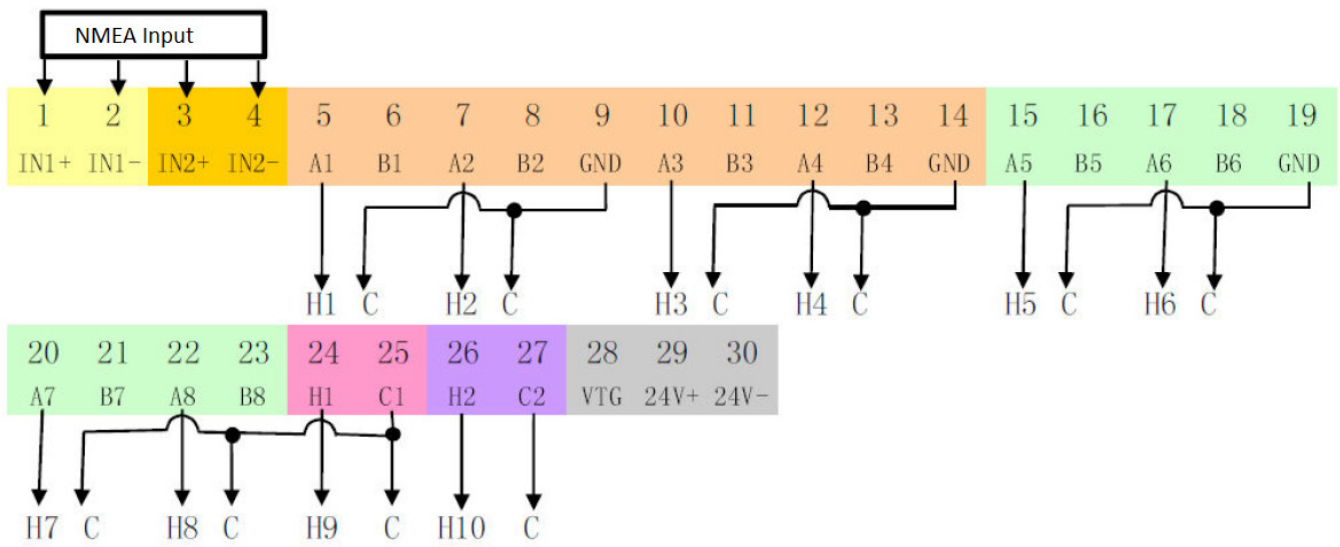 NMEA Input
1 2 3 4 5 6 7 8 9 10 11 12 13 14 15 16 17 18 19
IN1+ IN1- IN2+ IN2- A1 B1 A2 B2 GND A3 B3 A4 B4 GND A5 B5 A6 B6 GND
H1 C H2 C H3 C H4 C H5 C H6 C
20 21 22 23 24 25 26 27 28 29 30
A7 B7 A8 B8 H1 C1 H2 C2 VTG 24V+ 24V-
H7 C H8 C H9 C H10 C